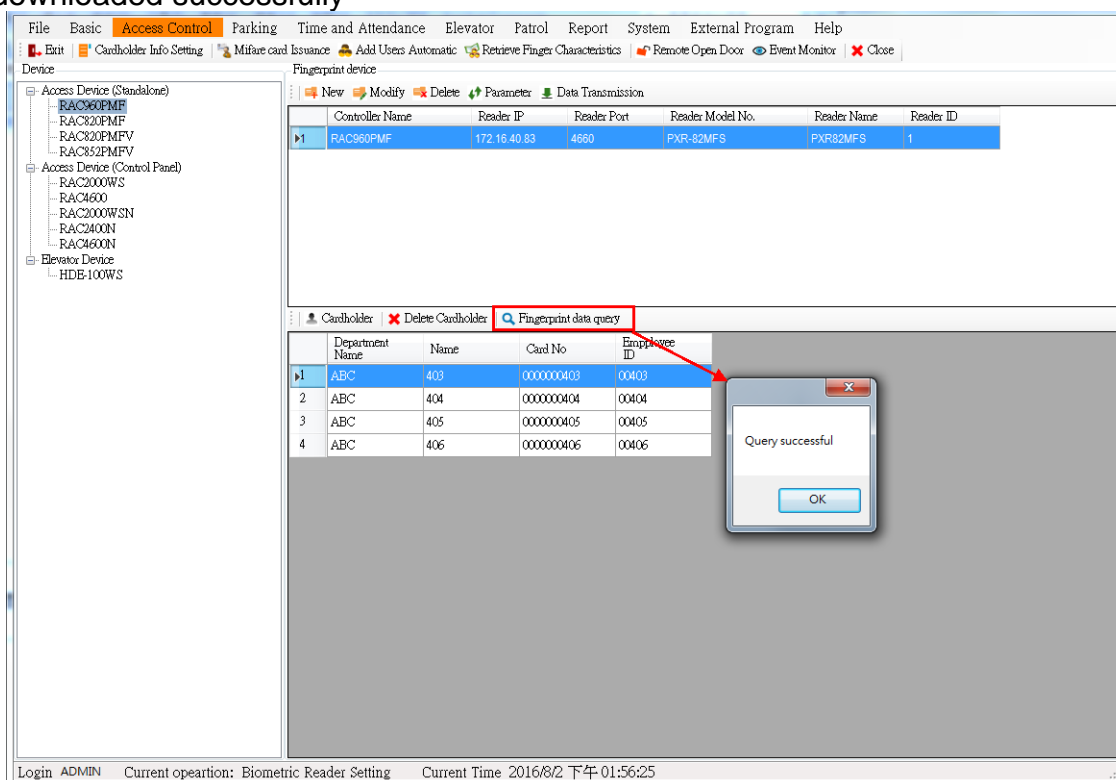 downloaded successfully
File Basic Access Control Parking Time and Attendance Elevator Patrol Report System External Program Help
Exit Cardholder Info Setting Mifare card Issuance Add Users Automatic Retrieve Finger Characteristics Remote Open Door Event Monitor Close
Device
Access Device (Standalone)
RAC960PMF
RAC820PMF
RAC820PMFV
RAC852PMFV
Access Device (Control Panel)
RAC2000WS
RAC4600
RAC2000WSN
RAC2400N
RAC4600N
Elevator Device
HDE-100WS
Fingerprint device
New Modify Delete Parameter Data Transmission
Controller Name Reader IP Reader Port Reader Model No. Reader Name Reader ID
1 RAC960PMF 172.16.40.83 4660 PXR-82MFS PXR82MFS 1
Cardholder Delete Cardholder Fingerprint data query
Department Name Name Card No Empployee ID
1 ABC 403 0000000403 00403
2 ABC 404 0000000404 00404
3 ABC 405 0000000405 00405
4 ABC 406 0000000406 00406
Query successful
OK
Login ADMIN Current opeartion: Biometric Reader Setting Current Time 2016/8/2 下午 01:56:25